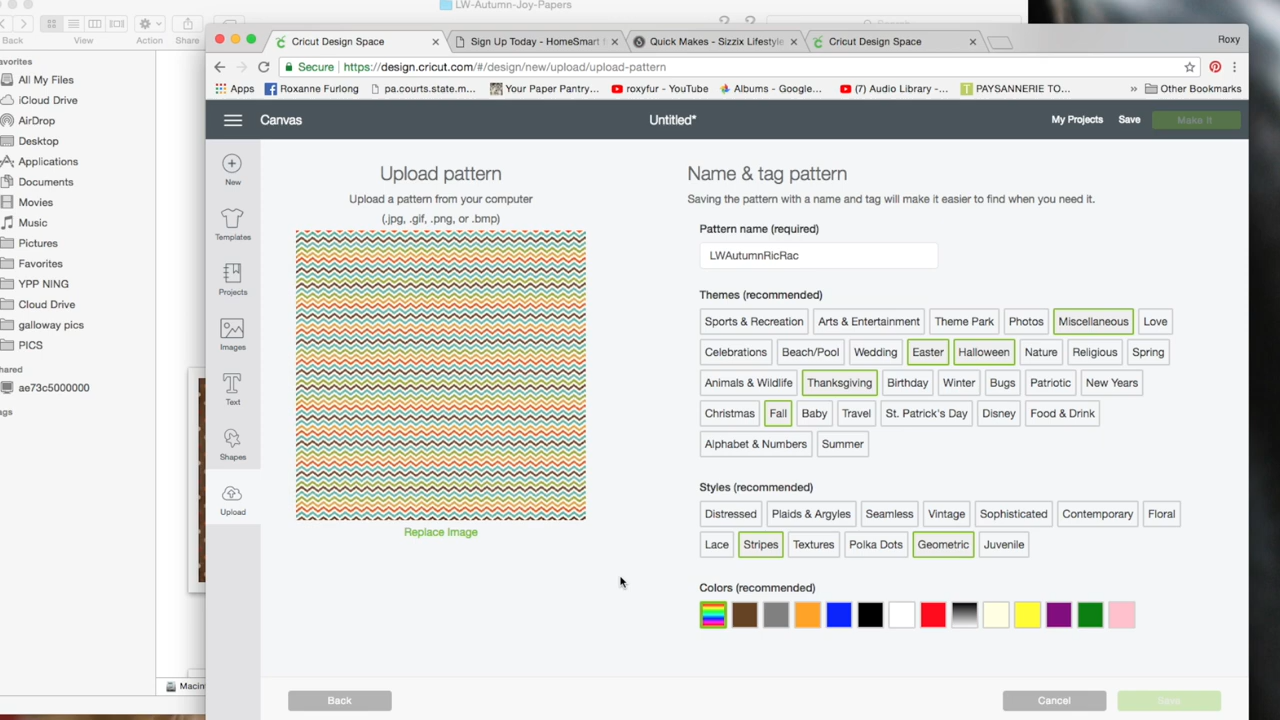 LW-Autumn-Joy-Papers
Back
View
Action
Share
Search
Cricut Design Space
Sign Up Today - HomeSmart
Quick Makes - Sizzix Lifestyle
Cricut Design Space
Roxy
Secure
https://design.cricut.com/#/design/new/upload/upload-pattern
Apps
Roxanne Furlong
pa.courts.state.m...
Your Paper Pantry...
roxyfur - YouTube
Albums - Google...
(7) Audio Library -...
PAYSANNERIE TO...
» Other Bookmarks
avorites
All My Files
iCloud Drive
AirDrop
Desktop
Applications
Documents
Movies
Music
Pictures
Favorites
YPP NING
Cloud Drive
galloway pics
PICS
hared
ae73c5000000
ags
Macin
Canvas
Untitled*
My Projects
Save
Make It
New
Templates
Projects
Images
Text
Shapes
Upload
Upload pattern
Upload a pattern from your computer
(.jpg, .gif, .png, or .bmp)
Replace Image
Name & tag pattern
Saving the pattern with a name and tag will make it easier to find when you need it.
Pattern name (required)
LWAutumnRicRac
Themes (recommended)
Sports & Recreation Arts & Entertainment Theme Park Photos Miscellaneous Love
Celebrations Beach/Pool Wedding Easter Halloween Nature Religious Spring
Animals & Wildlife Thanksgiving Birthday Winter Bugs Patriotic New Years
Christmas Fall Baby Travel St. Patrick's Day Disney Food & Drink
Alphabet & Numbers Summer
Styles (recommended)
Distressed Plaids & Argyles Seamless Vintage Sophisticated Contemporary Floral
Lace Stripes Textures Polka Dots Geometric Juvenile
Colors (recommended)
Back
Cancel
Save